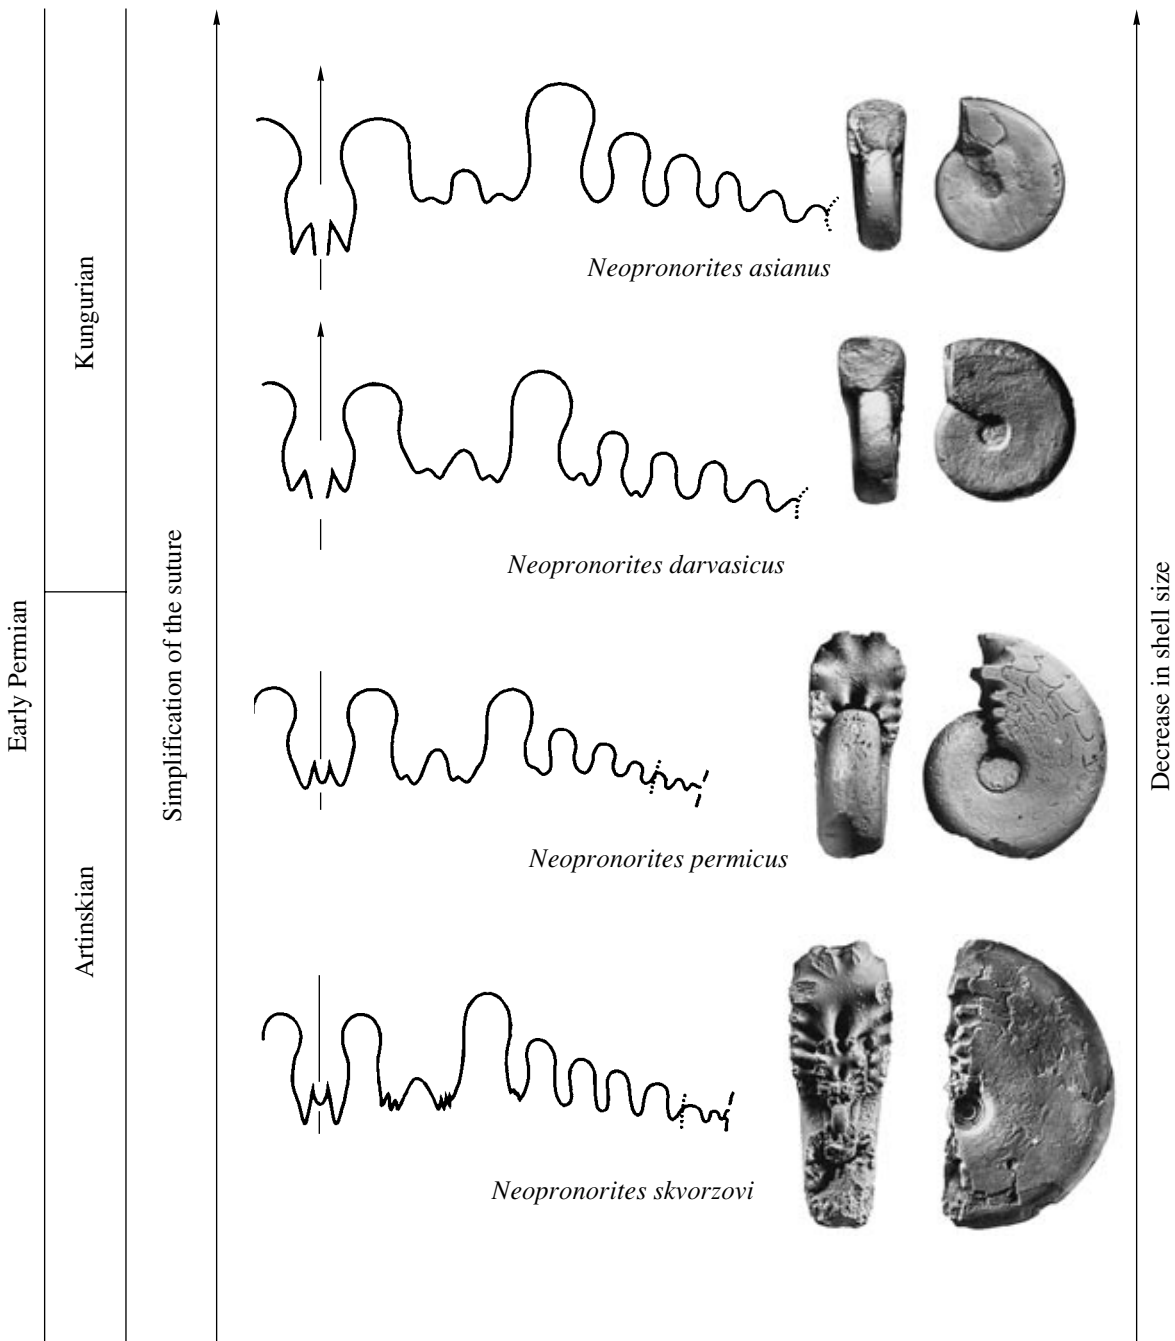 Early Permian
Kungurian
Artinskian
Simplification of the suture
Neopronorites asianus
Neopronorites darvasicus
Neopronorites permicus
Neopronorites skvorzovi
Decrease in shell size